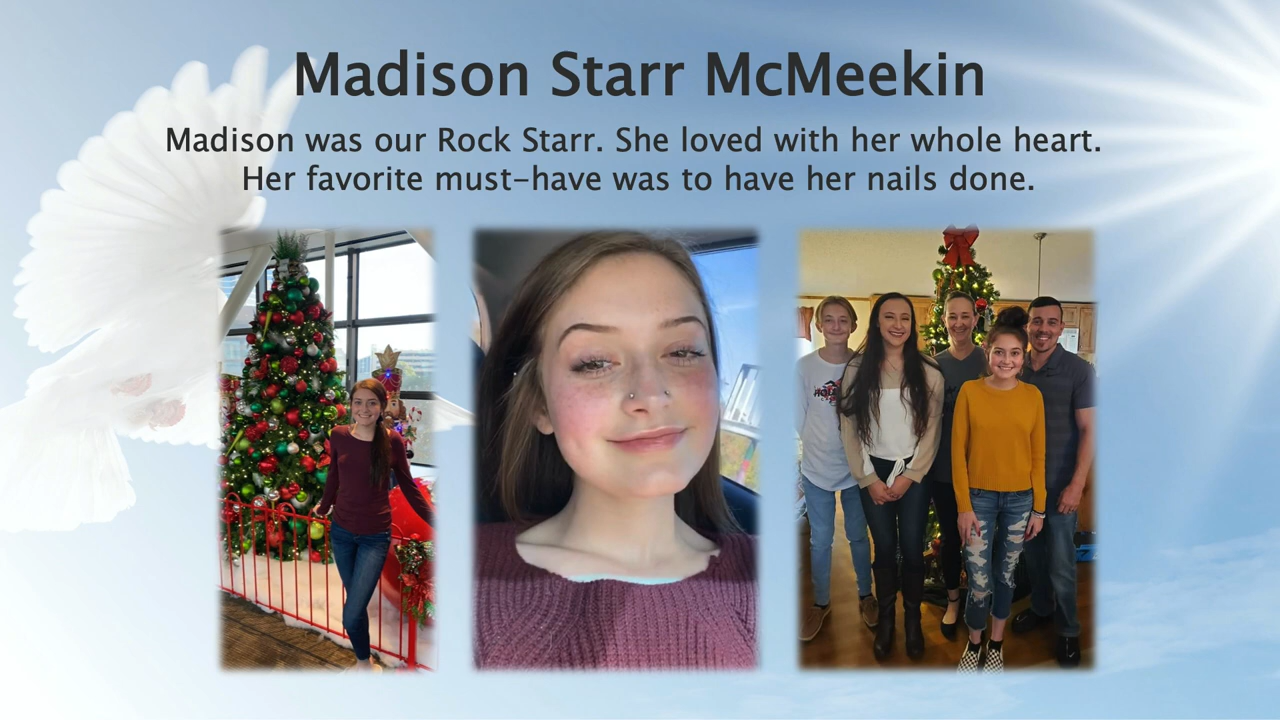 Madison Starr McMeekin
Madison was our Rock Starr. She loved with her whole heart.
Her favorite must-have was to have her nails done.